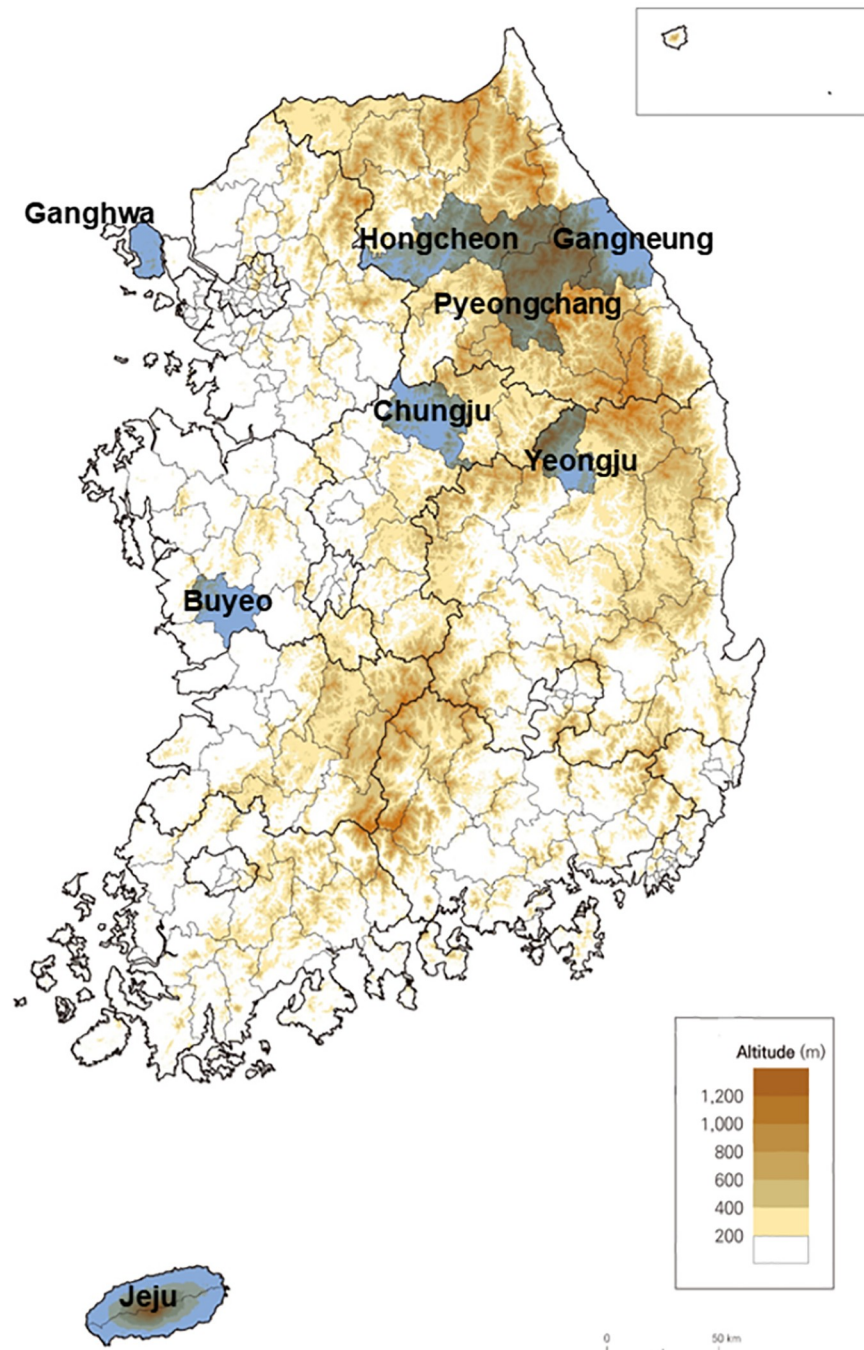 Ganghwa
Hongcheon
Gangneung
Pyeongchang
Chungju
Yeongju
Buyeo
Altitude (m)
1,200
1,000
800
600
400
200
Jeju
0 50 km